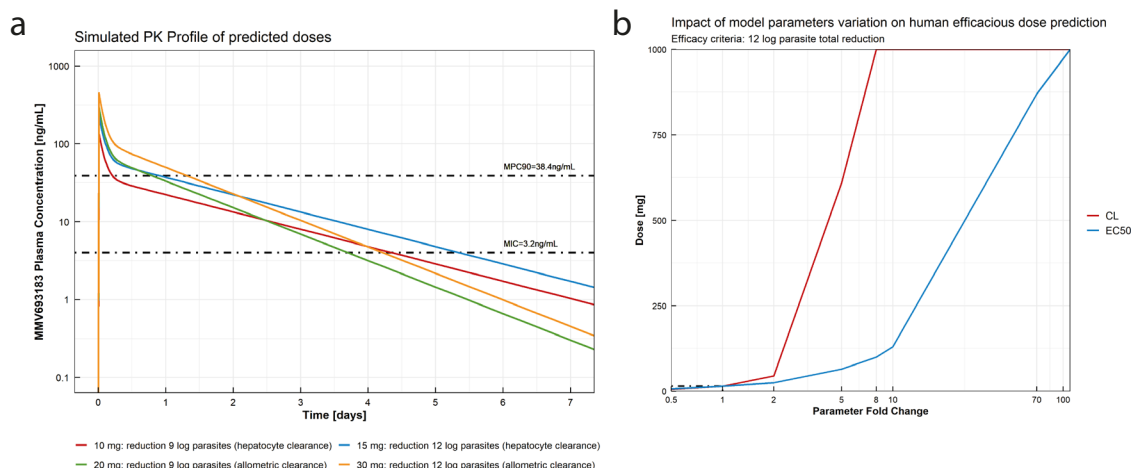 a
Simulated PK Profile of predicted doses
MMV693183 Plasma Concentration [ng/mL]
1000
100
10
1
0.1
MPC90=38.4ng/mL
MIC=3.2ng/mL
0 1 2 3 4 5 6 7
Time [days]
10 mg: reduction 9 log parasites (hepatocyte clearance)
15 mg: reduction 12 log parasites (hepatocyte clearance)
20 mg: reduction 9 log parasites (allometric clearance)
30 mg: reduction 12 log parasites (allometric clearance)
b
Impact of model parameters variation on human efficacious dose prediction
Efficacy criteria: 12 log parasite total reduction
Dose [mg]
1000
750
500
250
0
0.5 1 2 5 8 10 70 100
Parameter Fold Change
CL
EC50